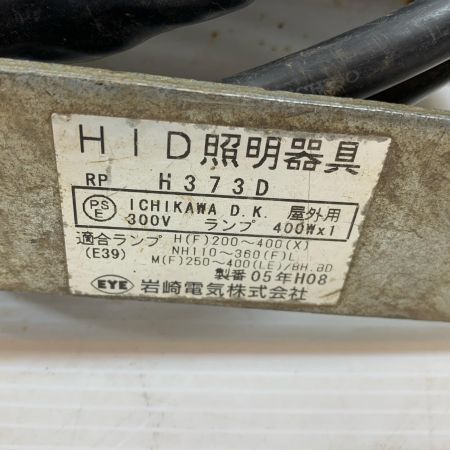 HID照明器具
RP H373D
PSE ICHIKAWA D.K. 屋外用
300V ランプ 400W×1
適合ランプ H(F)200～400(X)
(E39) NH110～360(F)L
M(F)250～400(LE)/BH.BD
製番 05年H08
EYE 岩崎電気株式会社